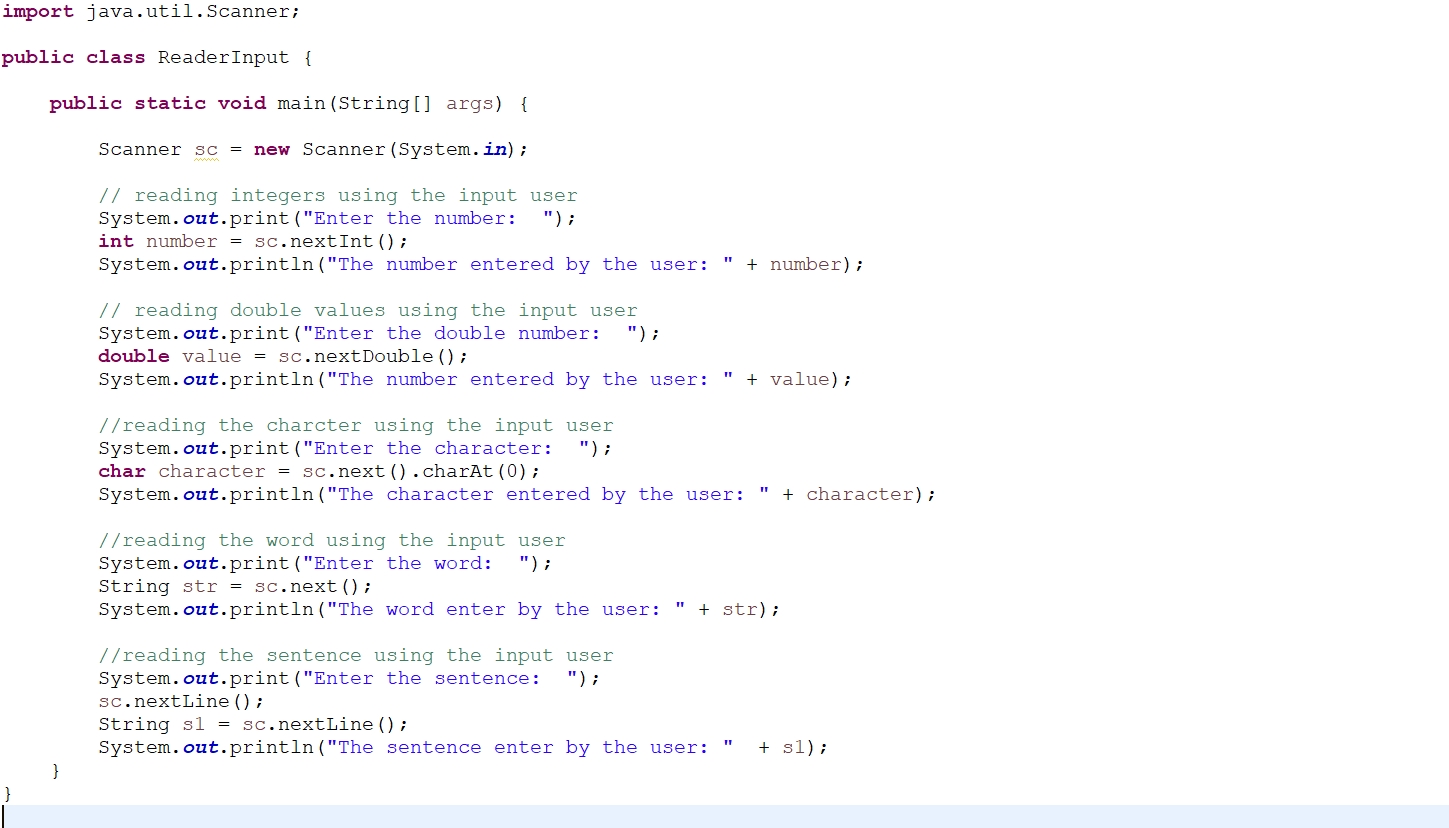 import java.util.Scanner;
public class ReaderInput {
public static void main(String[] args) {
Scanner sc = new Scanner(System.in);
// reading integers using the input user
System.out.print("Enter the number:  ");
int number = sc.nextInt();
System.out.println("The number entered by the user: " + number);
// reading double values using the input user
System.out.print("Enter the double number:  ");
double value = sc.nextDouble();
System.out.println("The number entered by the user: " + value);
//reading the charcter using the input user
System.out.print("Enter the character:  ");
char character = sc.next().charAt(0);
System.out.println("The character entered by the user: " + character);
//reading the word using the input user
System.out.print("Enter the word:  ");
String str = sc.next();
System.out.println("The word enter by the user: " + str);
//reading the sentence using the input user
System.out.print("Enter the sentence:  ");
sc.nextLine();
String s1 = sc.nextLine();
System.out.println("The sentence enter by the user: "  + s1);
}
}